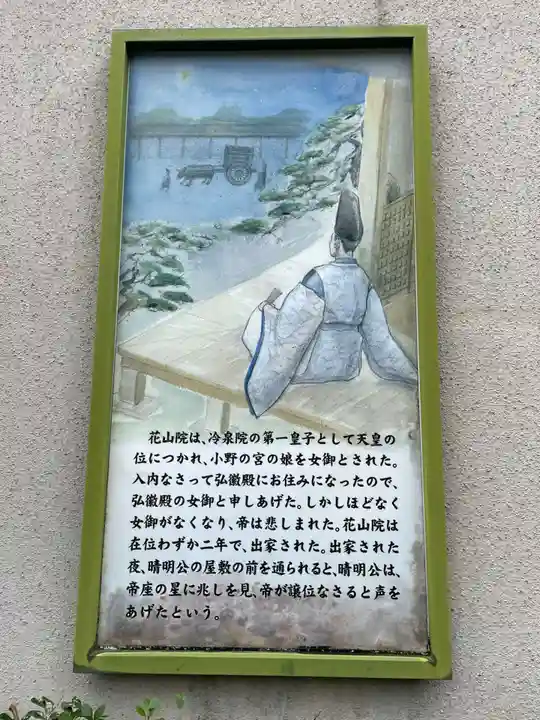 花山院は、冷泉院の第一皇子として天皇の
位につかれ、小野の宮の娘を女御とされた。
入内なさって弘徽殿にお住みになったので、
弘徽殿の女御と申しあげた。しかしほどなく
女御がなくなり、帝は悲しまれた。花山院は
在位わずか二年で、出家された。出家された
夜、晴明公の屋敷の前を通られると、晴明公は、
帝座の星に兆しを見、帝が譲位なさると声を
あげたという。